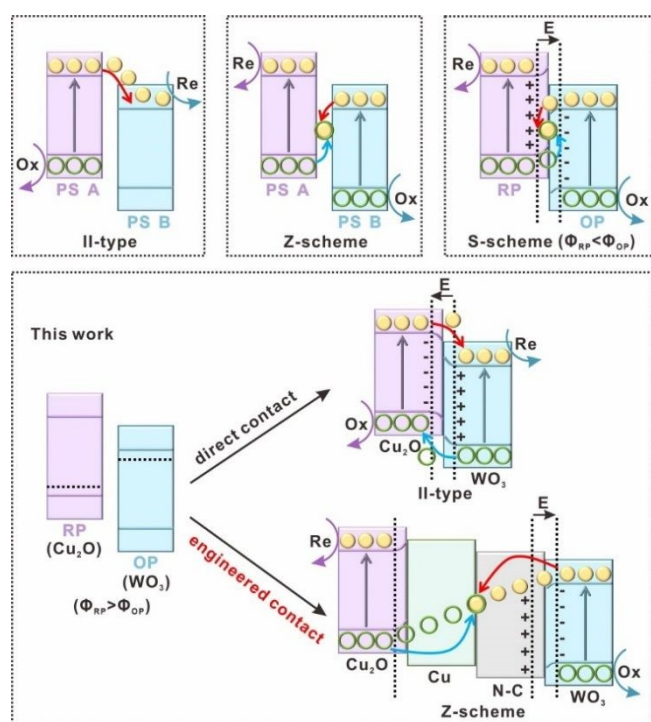 Re
Ox
PS A
PS B
II-type
Re
Ox
PS A
PS B
Z-scheme
E
Re
+
+
+
+
+
-
-
-
-
-
Ox
RP
OP
S-scheme (Φ_RP<Φ_OP)
This work
RP
(Cu₂O)
OP
(WO₃)
(Φ_RP>Φ_OP)
direct contact
engineered contact
E
Re
-
-
-
-
-
+
+
+
+
+
Ox
Cu₂O
WO₃
II-type
E
Re
+
+
+
+
+
-
-
-
-
-
Ox
Cu₂O
Cu
N-C
WO₃
Z-scheme